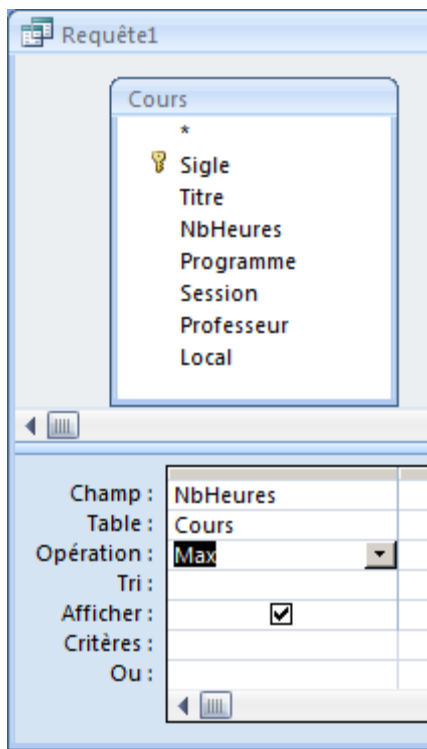 Requête1
Cours
*
Sigle
Titre
NbHeures
Programme
Session
Professeur
Local
Champ : NbHeures
Table : Cours
Opération : Max
Tri :
Afficher :
Critères :
Ou :